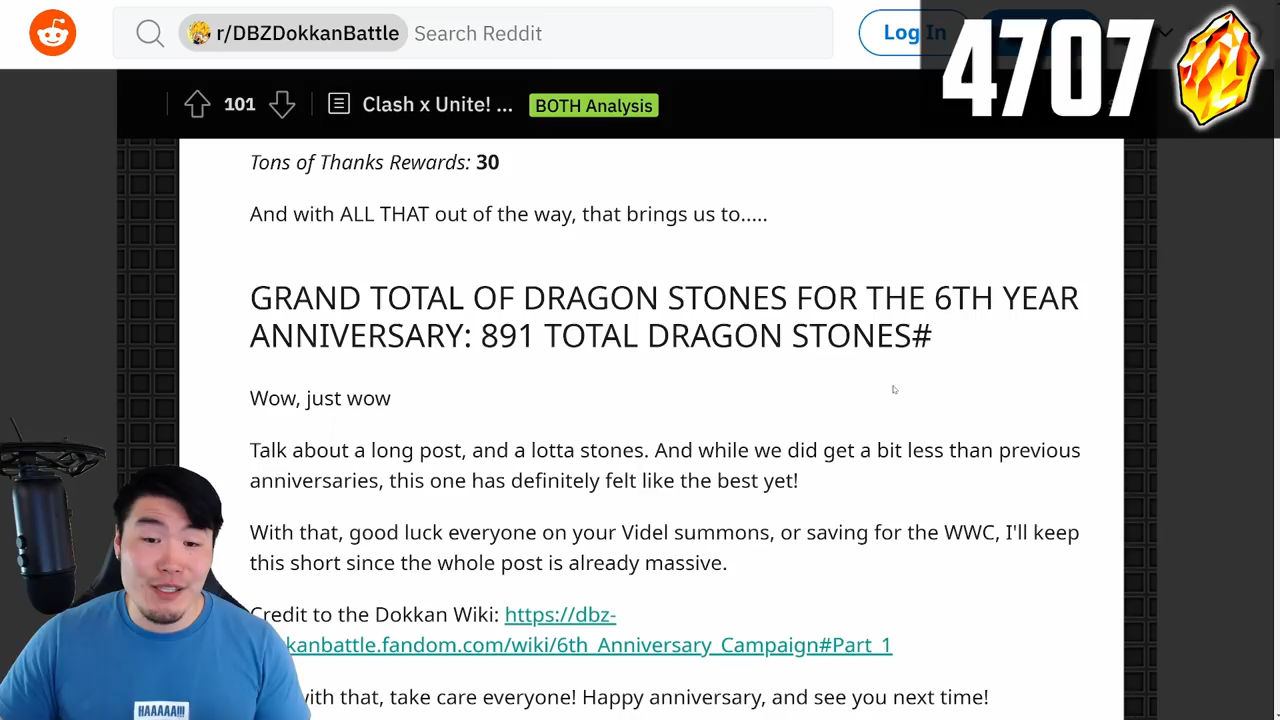 r/DBZDokkanBattle Search Reddit
Log In
4707
101 Clash x Unite! ... BOTH Analysis
Tons of Thanks Rewards: 30
And with ALL THAT out of the way, that brings us to.....
GRAND TOTAL OF DRAGON STONES FOR THE 6TH YEAR
ANNIVERSARY: 891 TOTAL DRAGON STONES#
Wow, just wow
Talk about a long post, and a lotta stones. And while we did get a bit less than previous
anniversaries, this one has definitely felt like the best yet!
With that, good luck everyone on your Videl summons, or saving for the WWC, I'll keep
this short since the whole post is already massive.
Credit to the Dokkan Wiki: https://dbz-
kanbattle.fandom.com/wiki/6th_Anniversary_Campaign#Part_1
with that, take care everyone! Happy anniversary, and see you next time!
HAAAAA!!!